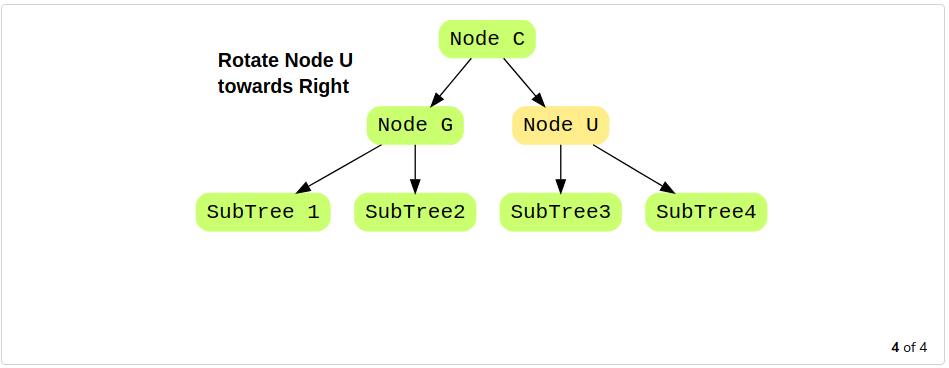 Node C
Rotate Node U
towards Right
Node G
Node U
SubTree 1
SubTree2
SubTree3
SubTree4
4 of 4